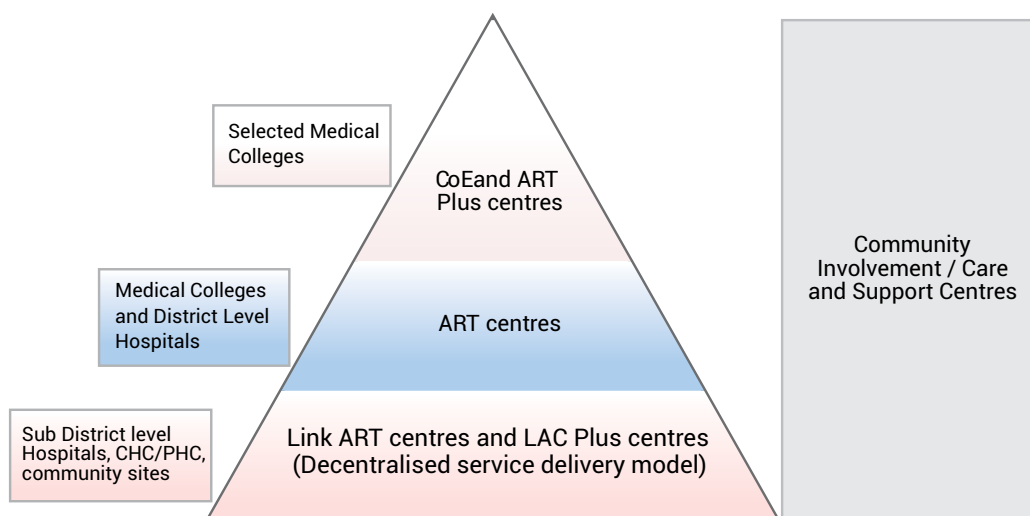 Selected Medical
Colleges
CoEand ART
Plus centres
Medical Colleges
and District Level
Hospitals
ART centres
Sub District level
Hospitals, CHC/PHC,
community sites
Link ART centres and LAC Plus centres
(Decentralised service delivery model)
Community
Involvement / Care
and Support Centres